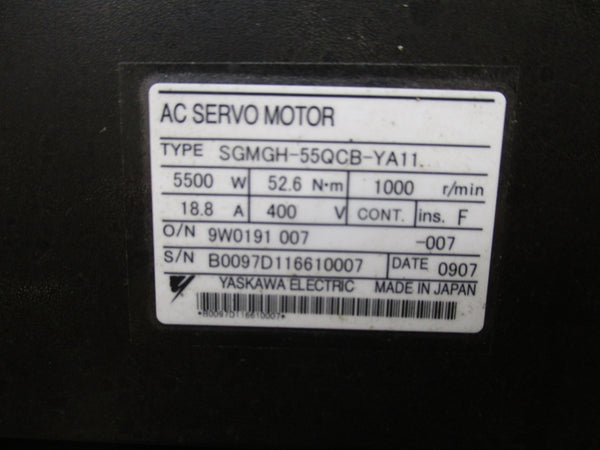 AC SERVO MOTOR
TYPE SGMGH-55QCB-YA11
5500 W 52.6 N·m 1000 r/min
18.8 A 400 V CONT. ins. F
O/N 9W0191 007 -007
S/N B0097D116610007 DATE 0907
YASKAWA ELECTRIC MADE IN JAPAN
*B0097D116610007*